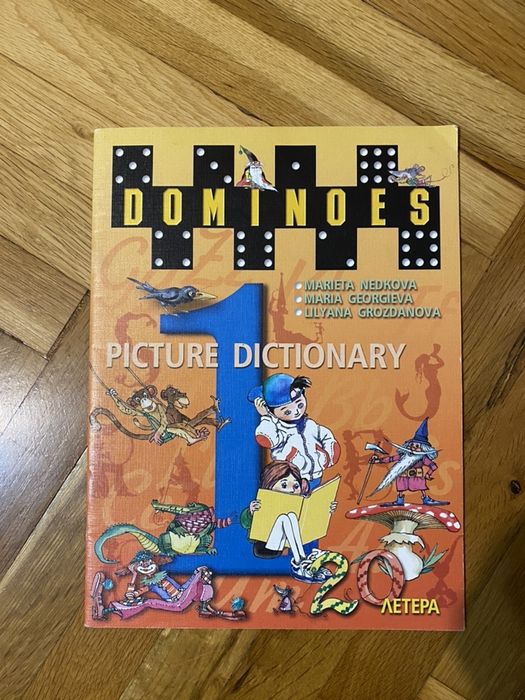 DOMINOES
MARIETA NEDKOVA
MARIA GEORGIEVA
LILYANA GROZDANOVA
PICTURE DICTIONARY
1
20
ЛЕТЕРА